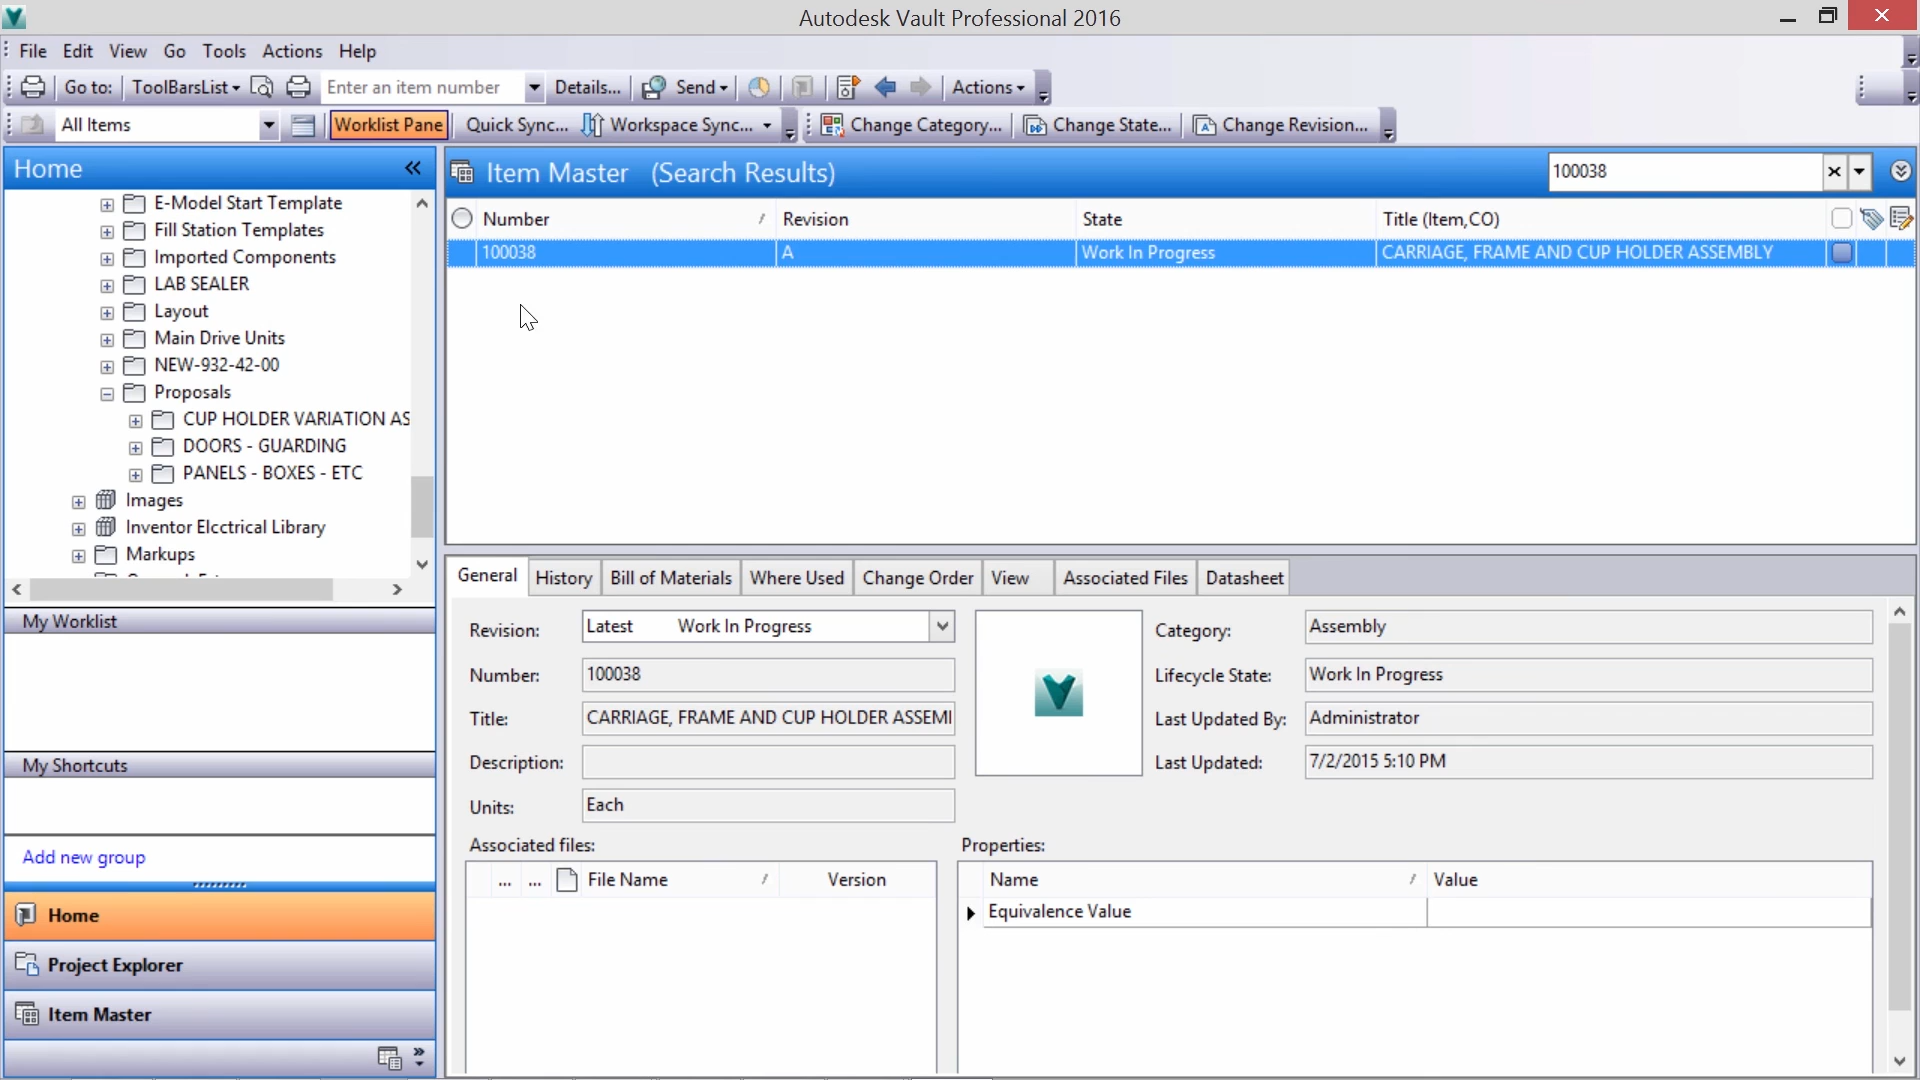 Autodesk Vault Professional 2016
File Edit View Go Tools Actions Help
Go to: ToolBarsList Enter an item number Details... Send Actions
All Items Worklist Pane Quick Sync... Workspace Sync... Change Category... Change State... Change Revision...
Home
E-Model Start Template
Fill Station Templates
Imported Components
LAB SEALER
Layout
Main Drive Units
NEW-932-42-00
Proposals
CUP HOLDER VARIATION AS
DOORS - GUARDING
PANELS - BOXES - ETC
Images
Inventor Elcctrical Library
Markups
My Worklist
My Shortcuts
Add new group
Home
Project Explorer
Item Master
Item Master (Search Results) 100038
Number Revision State Title (Item,CO)
100038 A Work In Progress CARRIAGE, FRAME AND CUP HOLDER ASSEMBLY
General History Bill of Materials Where Used Change Order View Associated Files Datasheet
Revision: Latest Work In Progress
Number: 100038
Title: CARRIAGE, FRAME AND CUP HOLDER ASSEMI
Description:
Units: Each
Category: Assembly
Lifecycle State: Work In Progress
Last Updated By: Administrator
Last Updated: 7/2/2015 5:10 PM
Associated files:
... ... File Name Version
Properties:
Name Value
Equivalence Value